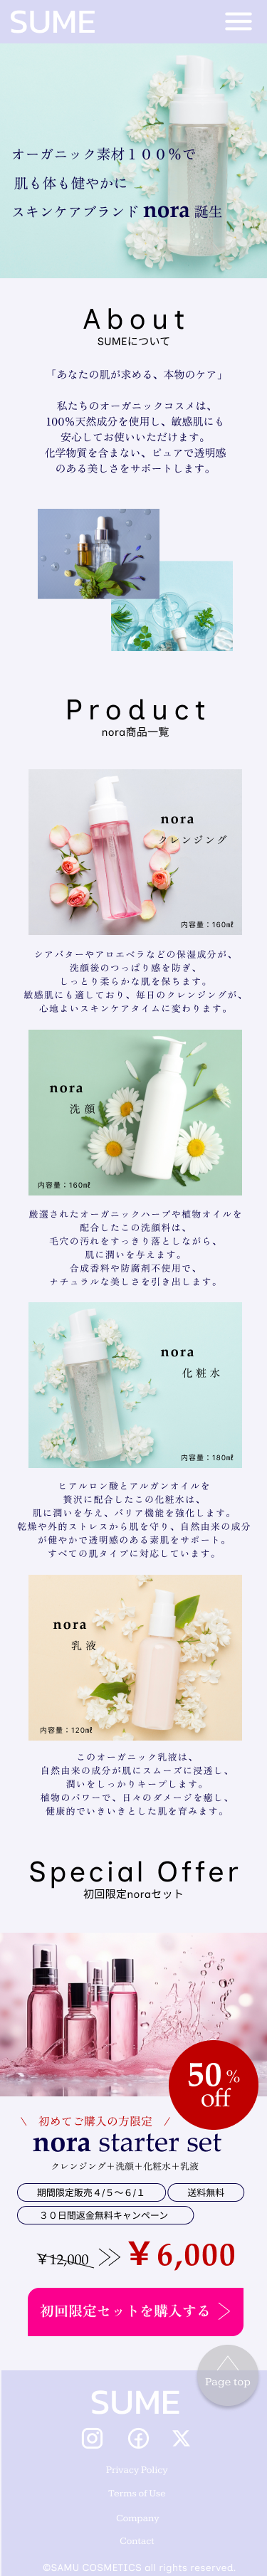 SUME
オーガニック素材１００％で
肌も体も健やかに
スキンケアブランド nora 誕生
About
SUMEについて
「あなたの肌が求める、本物のケア」
私たちのオーガニックコスメは、
100%天然成分を使用し、敏感肌にも
安心してお使いいただけます。
化学物質を含まない、ピュアで透明感
のある美しさをサポートします。
Product
nora商品一覧
nora
クレンジング
内容量：160㎖
シアバターやアロエベラなどの保湿成分が、
洗顔後のつっぱり感を防ぎ、
しっとり柔らかな肌を保ちます。
敏感肌にも適しており、毎日のクレンジングが、
心地よいスキンケアタイムに変わります。
nora
洗顔
内容量：160㎖
厳選されたオーガニックハーブや植物オイルを
配合したこの洗顔料は、
毛穴の汚れをすっきり落としながら、
肌に潤いを与えます。
合成香料や防腐剤不使用で、
ナチュラルな美しさを引き出します。
nora
化粧水
内容量：180㎖
ヒアルロン酸とアルガンオイルを
贅沢に配合したこの化粧水は、
肌に潤いを与え、バリア機能を強化します。
乾燥や外的ストレスから肌を守り、自然由来の成分
が健やかで透明感のある素肌をサポート。
すべての肌タイプに対応しています。
nora
乳液
内容量：120㎖
このオーガニック乳液は、
自然由来の成分が肌にスムーズに浸透し、
潤いをしっかりキープします。
植物のパワーで、日々のダメージを癒し、
健康的でいきいきとした肌を育みます。
Special Offer
初回限定noraセット
50％
off
\ 初めてご購入の方限定 /
nora starter set
クレンジング＋洗顔＋化粧水＋乳液
期間限定販売４/５〜６/１ 送料無料
３０日間返金無料キャンペーン
￥12,000 ￥6,000
初回限定セットを購入する
Page top
SUME
Privacy Policy
Terms of Use
Company
Contact
©SAMU COSMETICS all rights reserved.